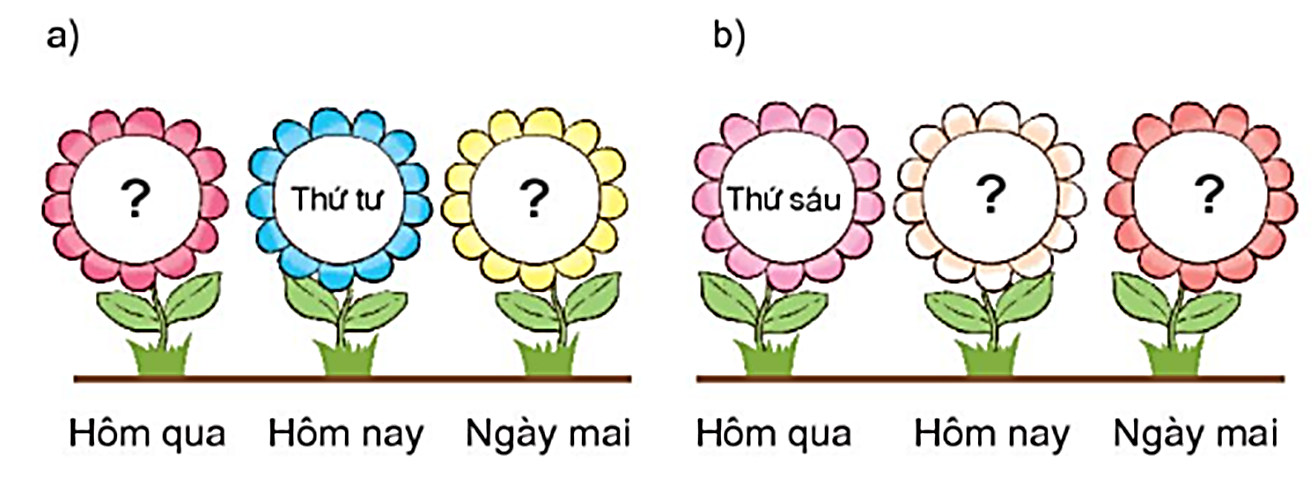 a)
? Thứ tư ?
Hôm qua Hôm nay Ngày mai
b)
Thứ sáu ? ?
Hôm qua Hôm nay Ngày mai